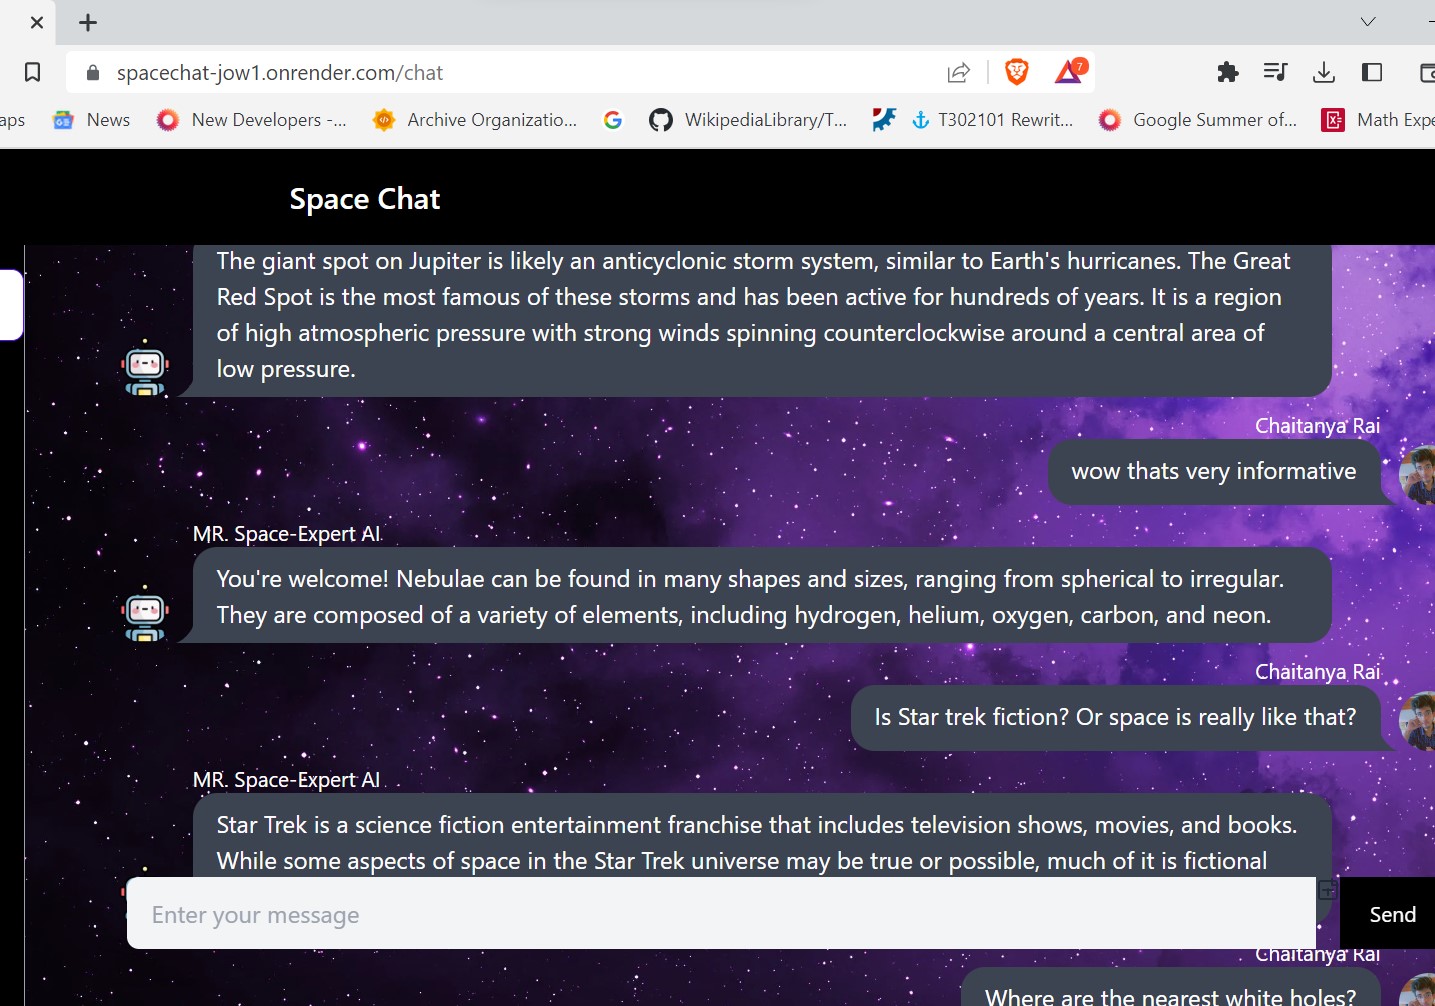 spacechat-jow1.onrender.com/chat
7
aps
News
New Developers -...
Archive Organizatio...
WikipediaLibrary/T...
T302101 Rewrit...
Google Summer of...
Math Expe
Space Chat
The giant spot on Jupiter is likely an anticyclonic storm system, similar to Earth's hurricanes. The Great
Red Spot is the most famous of these storms and has been active for hundreds of years. It is a region
of high atmospheric pressure with strong winds spinning counterclockwise around a central area of
low pressure.
Chaitanya Rai
wow thats very informative
MR. Space-Expert AI
You're welcome! Nebulae can be found in many shapes and sizes, ranging from spherical to irregular.
They are composed of a variety of elements, including hydrogen, helium, oxygen, carbon, and neon.
Chaitanya Rai
Is Star trek fiction? Or space is really like that?
MR. Space-Expert AI
Star Trek is a science fiction entertainment franchise that includes television shows, movies, and books.
While some aspects of space in the Star Trek universe may be true or possible, much of it is fictional
Enter your message
Send
Chaitanya Rai
Where are the nearest white holes?